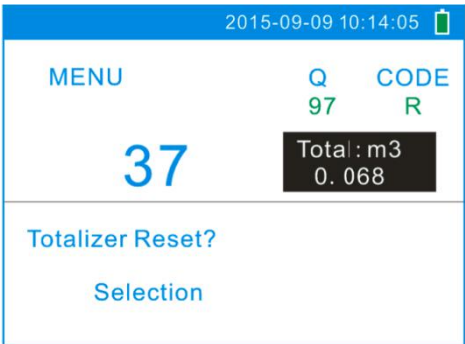 2015-09-09 10:14:05
MENU Q CODE
97 R
37
Total: m3
0. 068
Totalizer Reset?
Selection